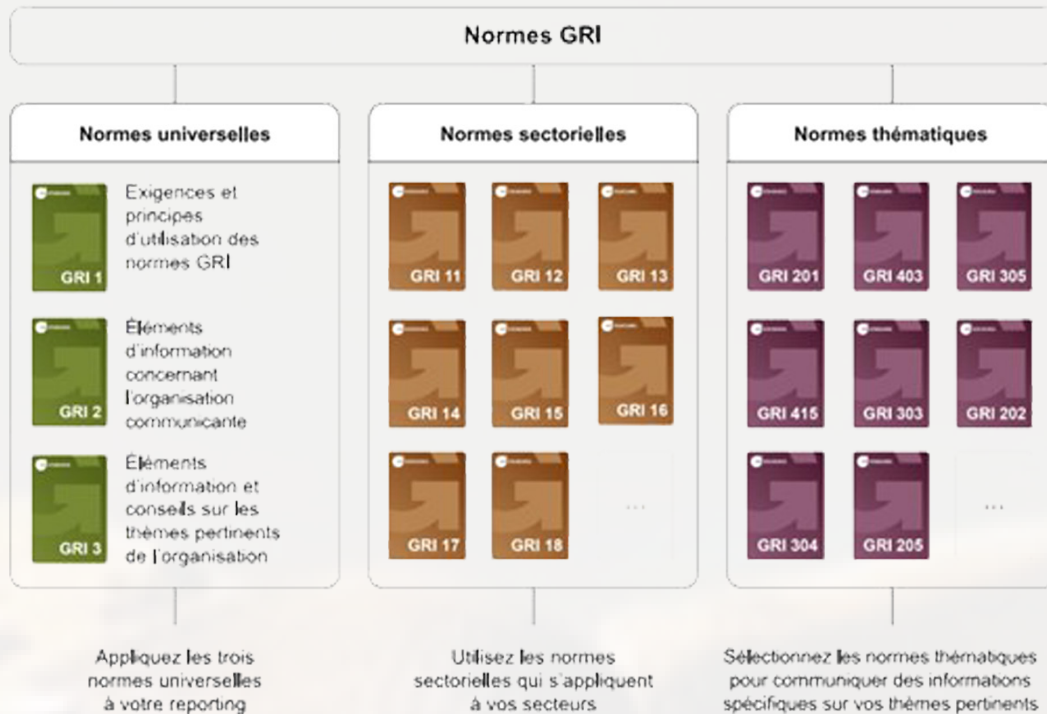 Normes GRI
Normes universelles
GRI 1
Exigences et
principes
d'utilisation des
normes GRI
GRI 2
Éléments
d'information
concernant
l'organisation
communicante
GRI 3
Éléments
d'information et
conseils sur les
thèmes pertinents
de l'organisation
Appliquez les trois
normes universelles
à votre reporting
Normes sectorielles
GRI 11
GRI 12
GRI 13
GRI 14
GRI 15
GRI 16
GRI 17
GRI 18
...
Utilisez les normes
sectorielles qui s'appliquent
à vos secteurs
Normes thématiques
GRI 201
GRI 403
GRI 305
GRI 415
GRI 303
GRI 202
GRI 304
GRI 205
...
Sélectionnez les normes thématiques
pour communiquer des informations
spécifiques sur vos thèmes pertinents